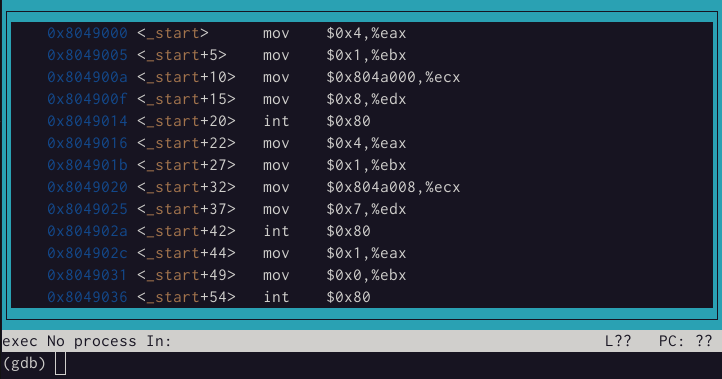 0x8049000 <_start> mov $0x4,%eax
0x8049005 <_start+5> mov $0x1,%ebx
0x804900a <_start+10> mov $0x804a000,%ecx
0x804900f <_start+15> mov $0x8,%edx
0x8049014 <_start+20> int $0x80
0x8049016 <_start+22> mov $0x4,%eax
0x804901b <_start+27> mov $0x1,%ebx
0x8049020 <_start+32> mov $0x804a008,%ecx
0x8049025 <_start+37> mov $0x7,%edx
0x804902a <_start+42> int $0x80
0x804902c <_start+44> mov $0x1,%eax
0x8049031 <_start+49> mov $0x0,%ebx
0x8049036 <_start+54> int $0x80
exec No process In: L?? PC: ??
(gdb)